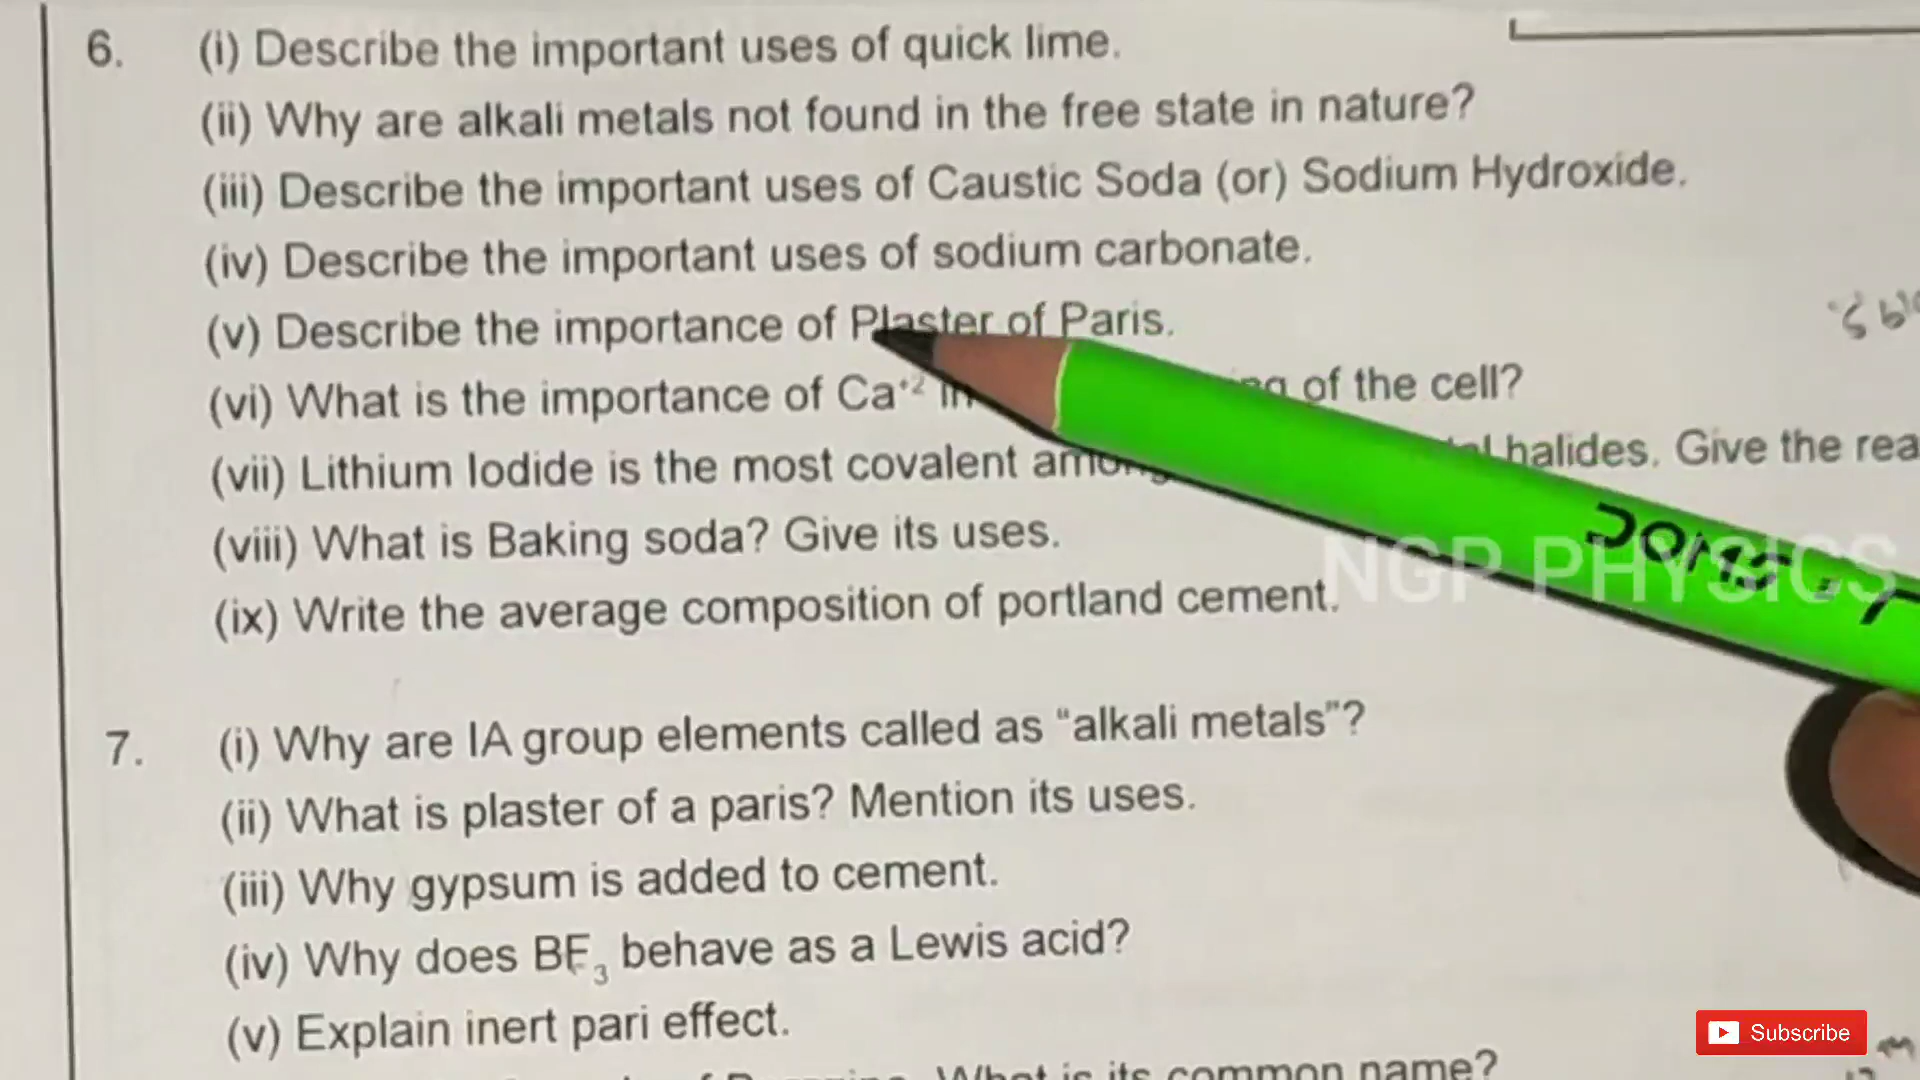 6. (i) Describe the important uses of quick lime.
(ii) Why are alkali metals not found in the free state in nature?
(iii) Describe the important uses of Caustic Soda (or) Sodium Hydroxide.
(iv) Describe the important uses of sodium carbonate.
(v) Describe the importance of Plaster of Paris.
(vi) What is the importance of Ca+2 in of the cell?
(vii) Lithium Iodide is the most covalent among halides. Give the
(viii) What is Baking soda? Give its uses.
DOMS
NGP PHYSICS
(ix) Write the average composition of portland cement.
7. (i) Why are IA group elements called as “alkali metals”?
(ii) What is plaster of a paris? Mention its uses.
(iii) Why gypsum is added to cement.
(iv) Why does BF3 behave as a Lewis acid?
(v) Explain inert pari effect.
Subscribe
What is its common name?